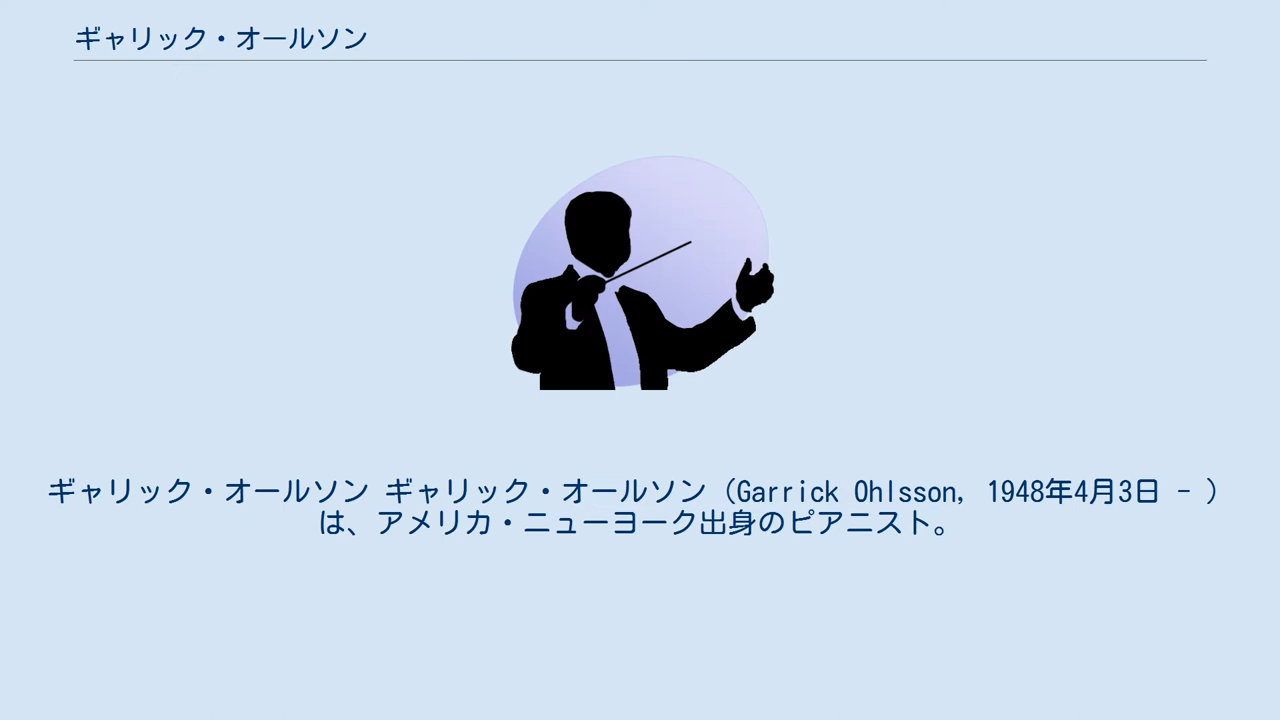 ギャリック・オールソン
ギャリック・オールソン ギャリック・オールソン（Garrick Ohlsson, 1948年4月3日 - ）
は、アメリカ・ニューヨーク出身のピアニスト。